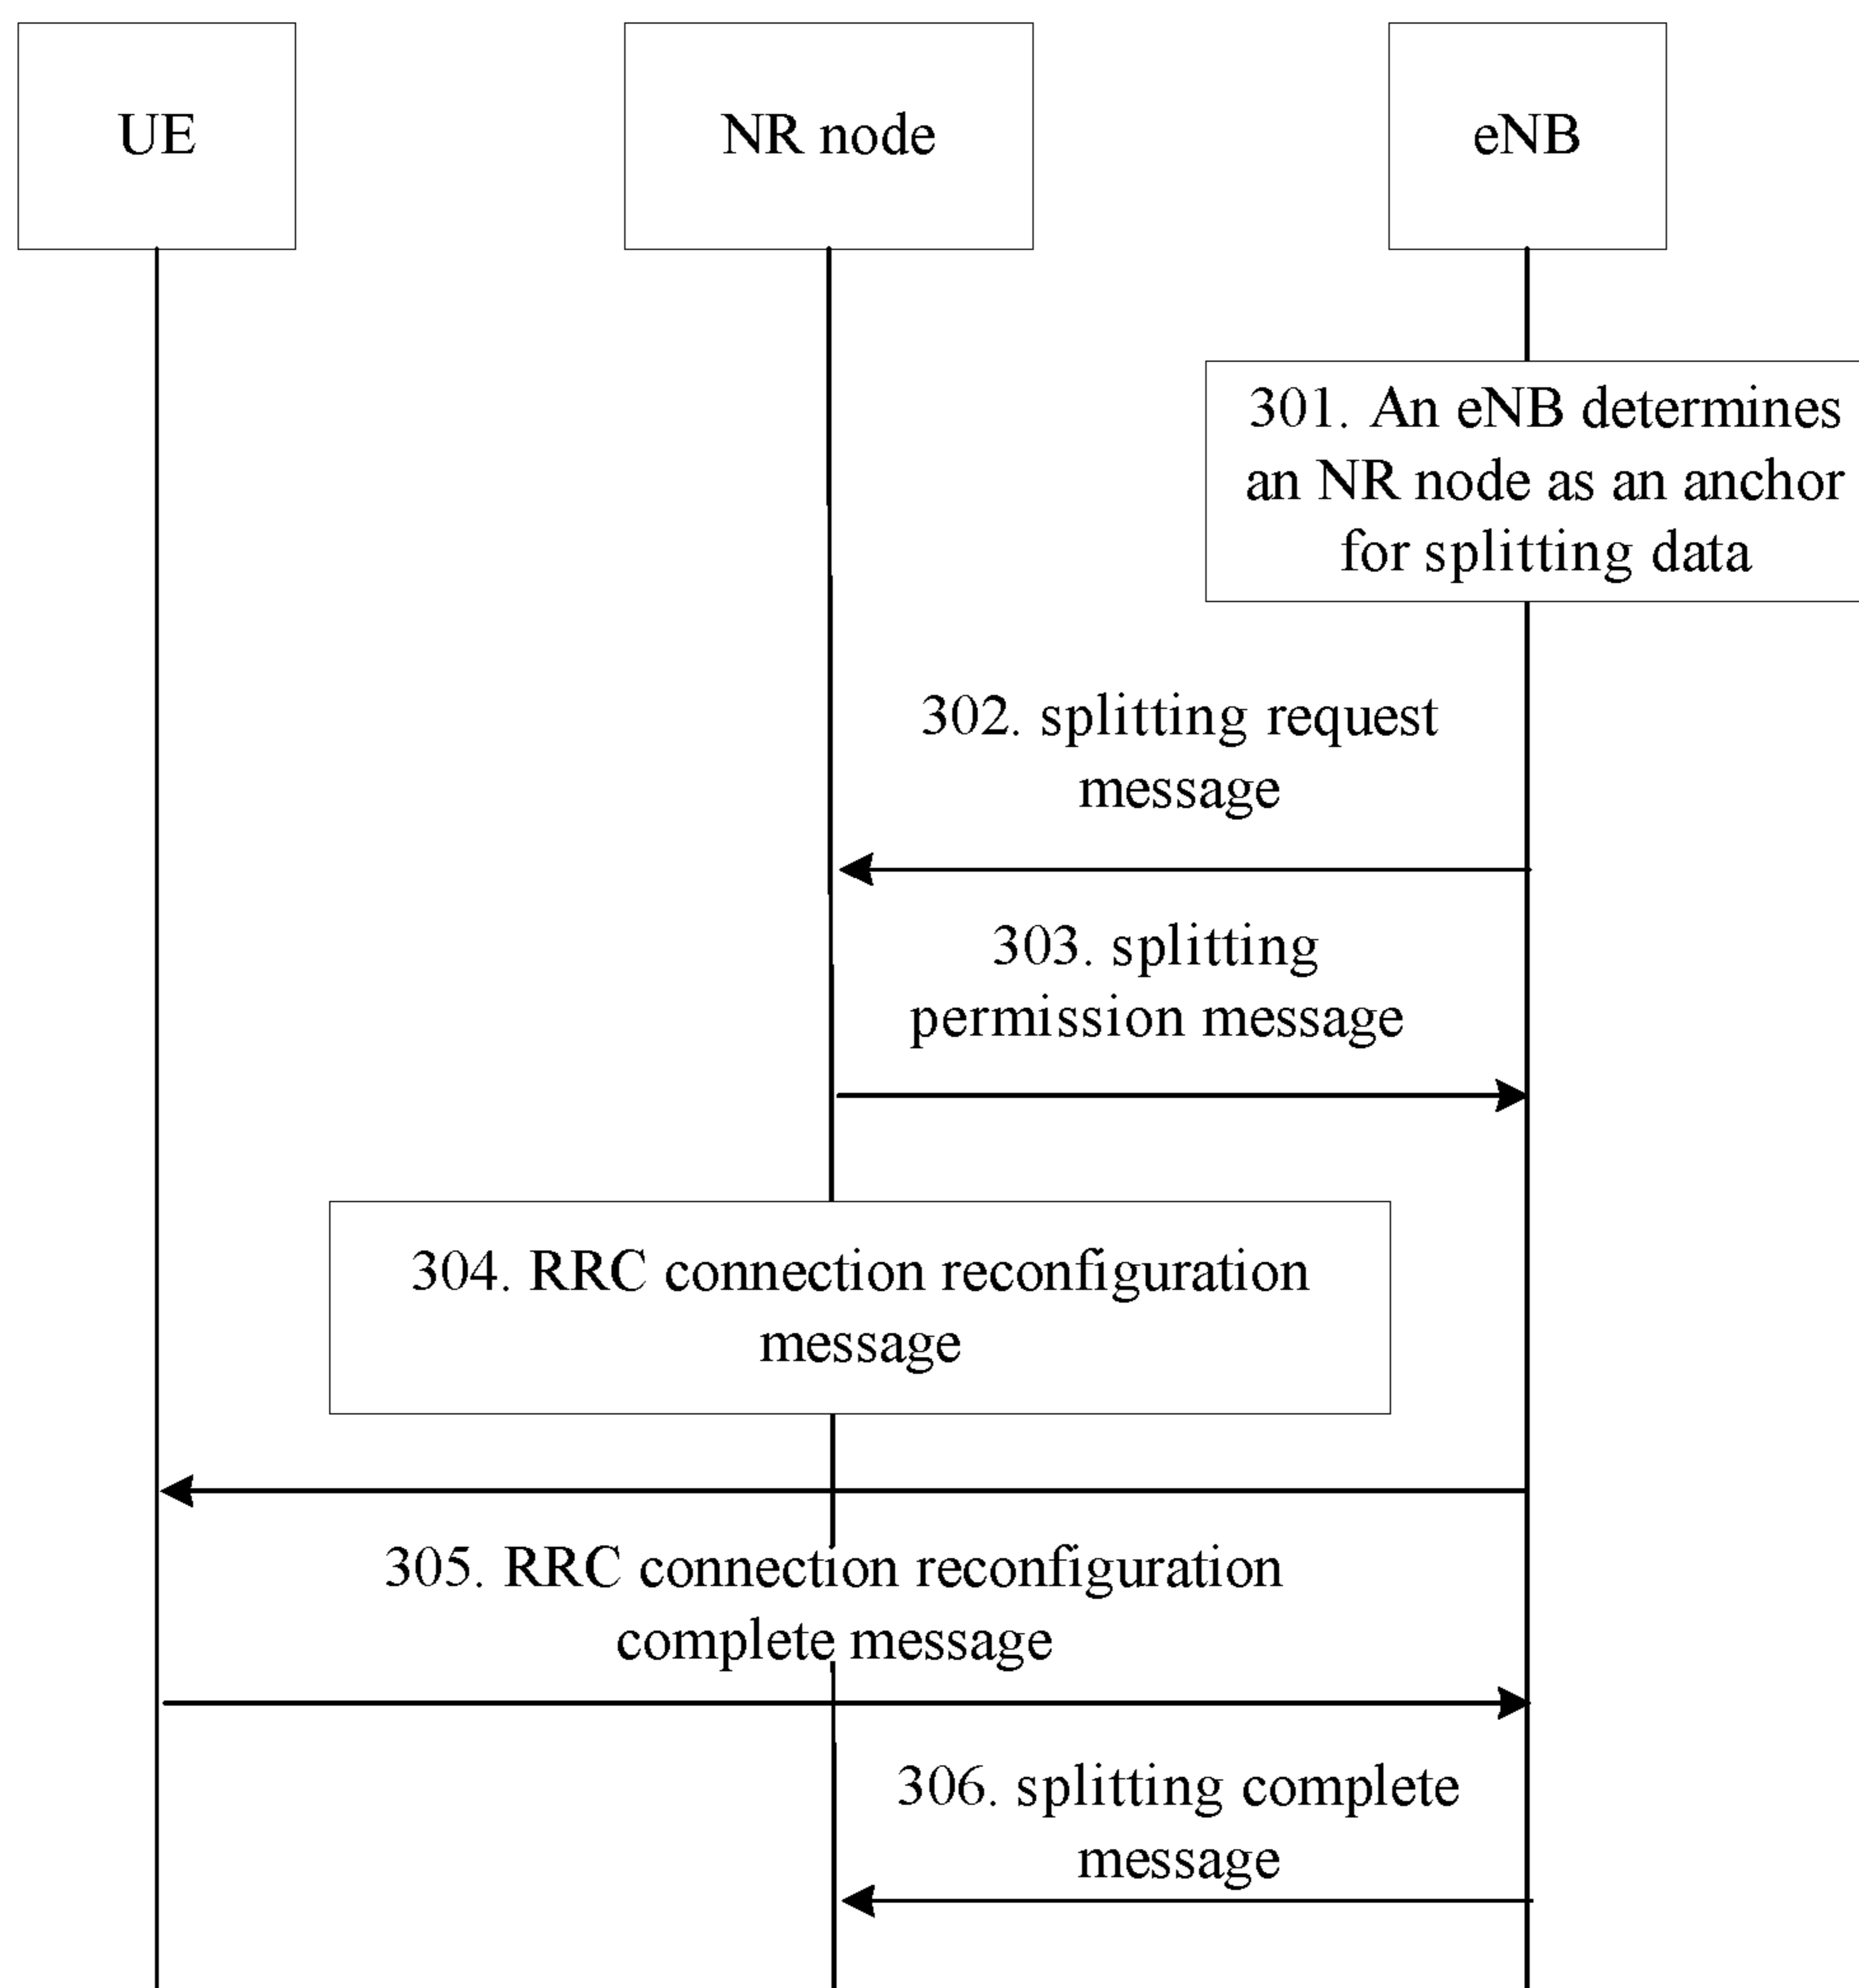 UE
NR node
eNB
301. An eNB determines
an NR node as an anchor
for splitting data
302. splitting request
message
303. splitting
permission message
304. RRC connection reconfiguration
message
305. RRC connection reconfiguration
complete message
306. splitting complete
message